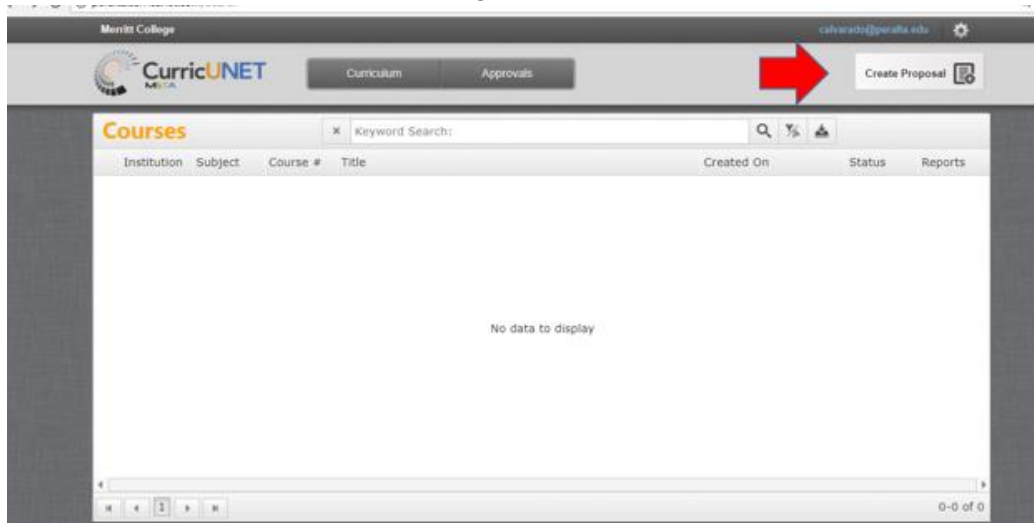 Merritt College
calvarado@peralta.edu
CurricUNET
META
Curriculum
Approvals
Create Proposal
Courses
× Keyword Search:
Institution Subject Course # Title Created On Status Reports
No data to display
1
0-0 of 0